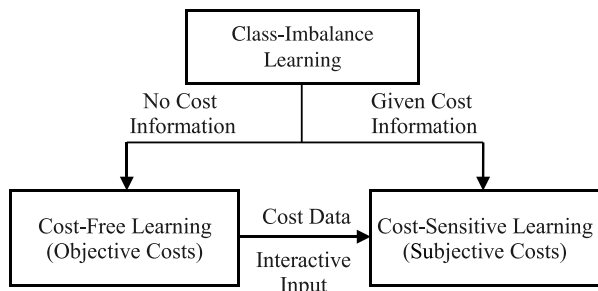 Class-Imbalance
Learning
No Cost
Information
Given Cost
Information
Cost-Free Learning
(Objective Costs)
Cost Data
Interactive
Input
Cost-Sensitive Learning
(Subjective Costs)